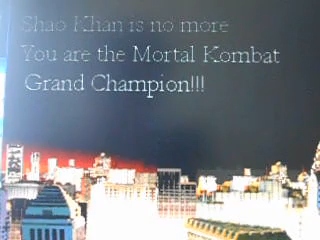 Shao Khan is no more
You are the Mortal Kombat
Grand Champion!!!